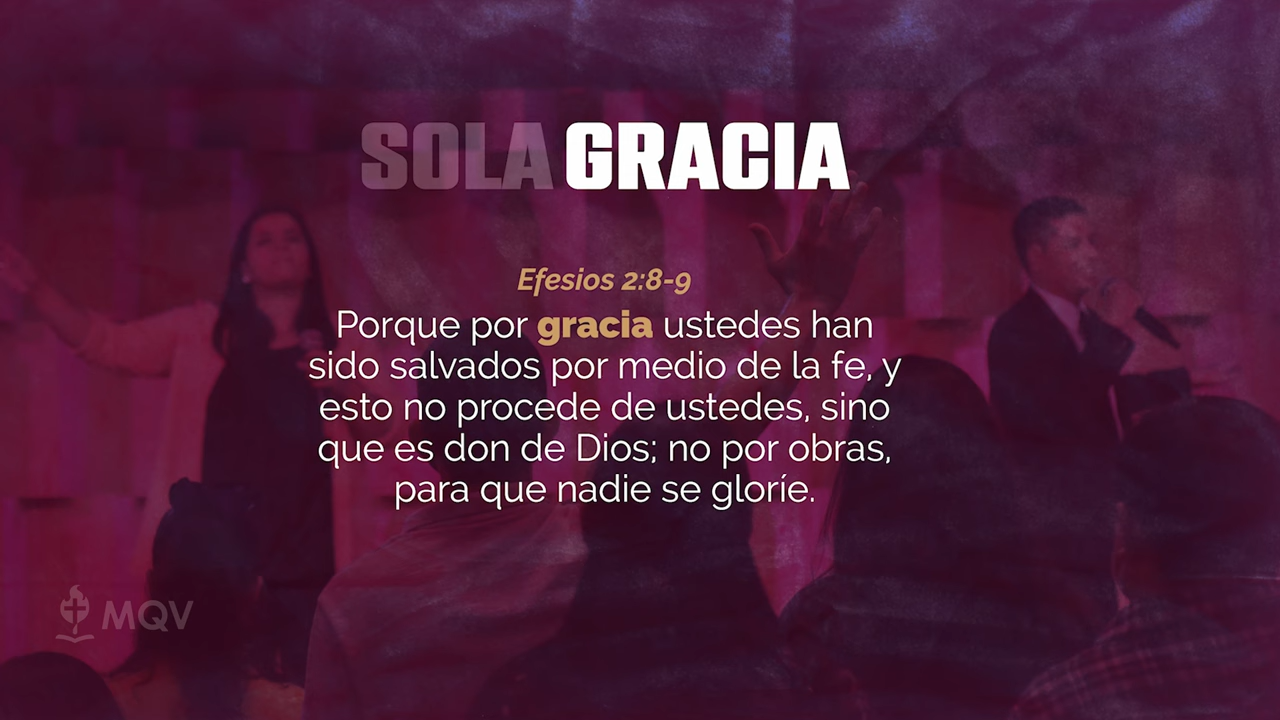 SOLA GRACIA
Efesios 2:8-9
Porque por gracia ustedes han
sido salvados por medio de la fe, y
esto no procede de ustedes, sino
que es don de Dios; no por obras,
para que nadie se gloríe.
MQV